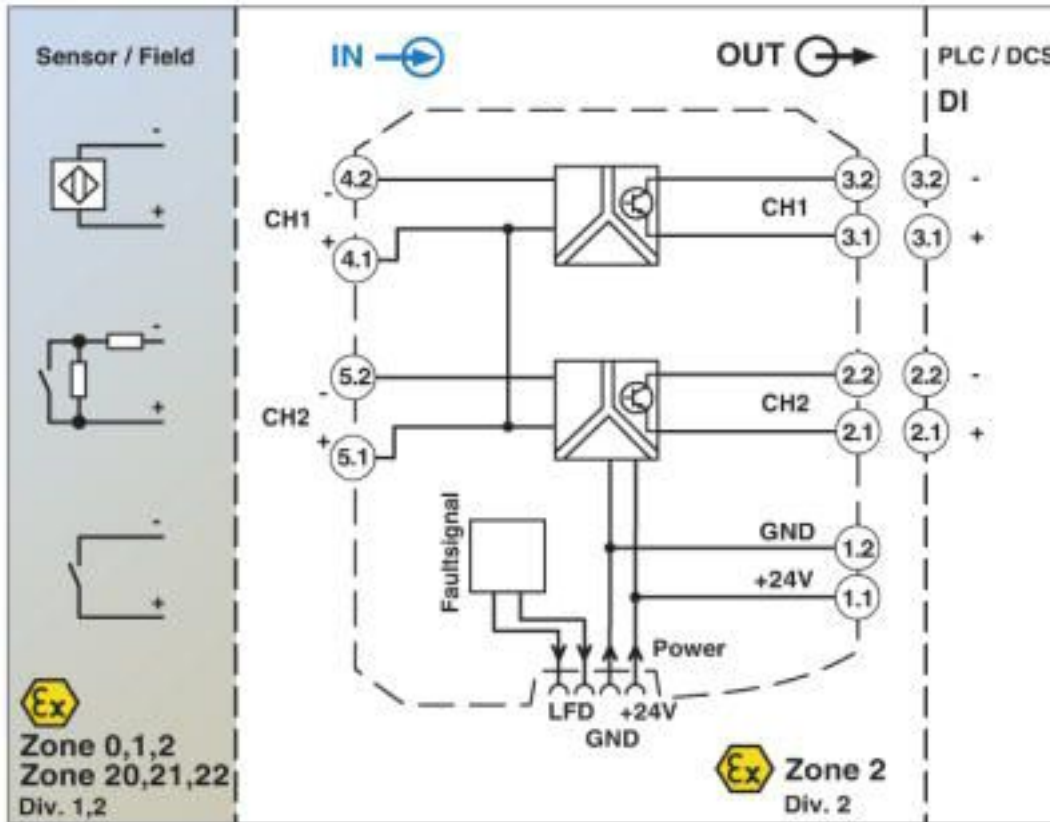 Sensor / Field
IN
OUT
PLC / DCS
DI
-
+
4.2
-
CH1
+
4.1
3.2
CH1
3.1
3.2 -
3.1 +
-
+
5.2
-
CH2
+
5.1
2.2
CH2
2.1
2.2 -
2.1 +
-
+
Faultsignal
GND
1.2
+24V
1.1
Power
LFD +24V
GND
Ex
Zone 0,1,2
Zone 20,21,22
Div. 1,2
Ex Zone 2
Div. 2